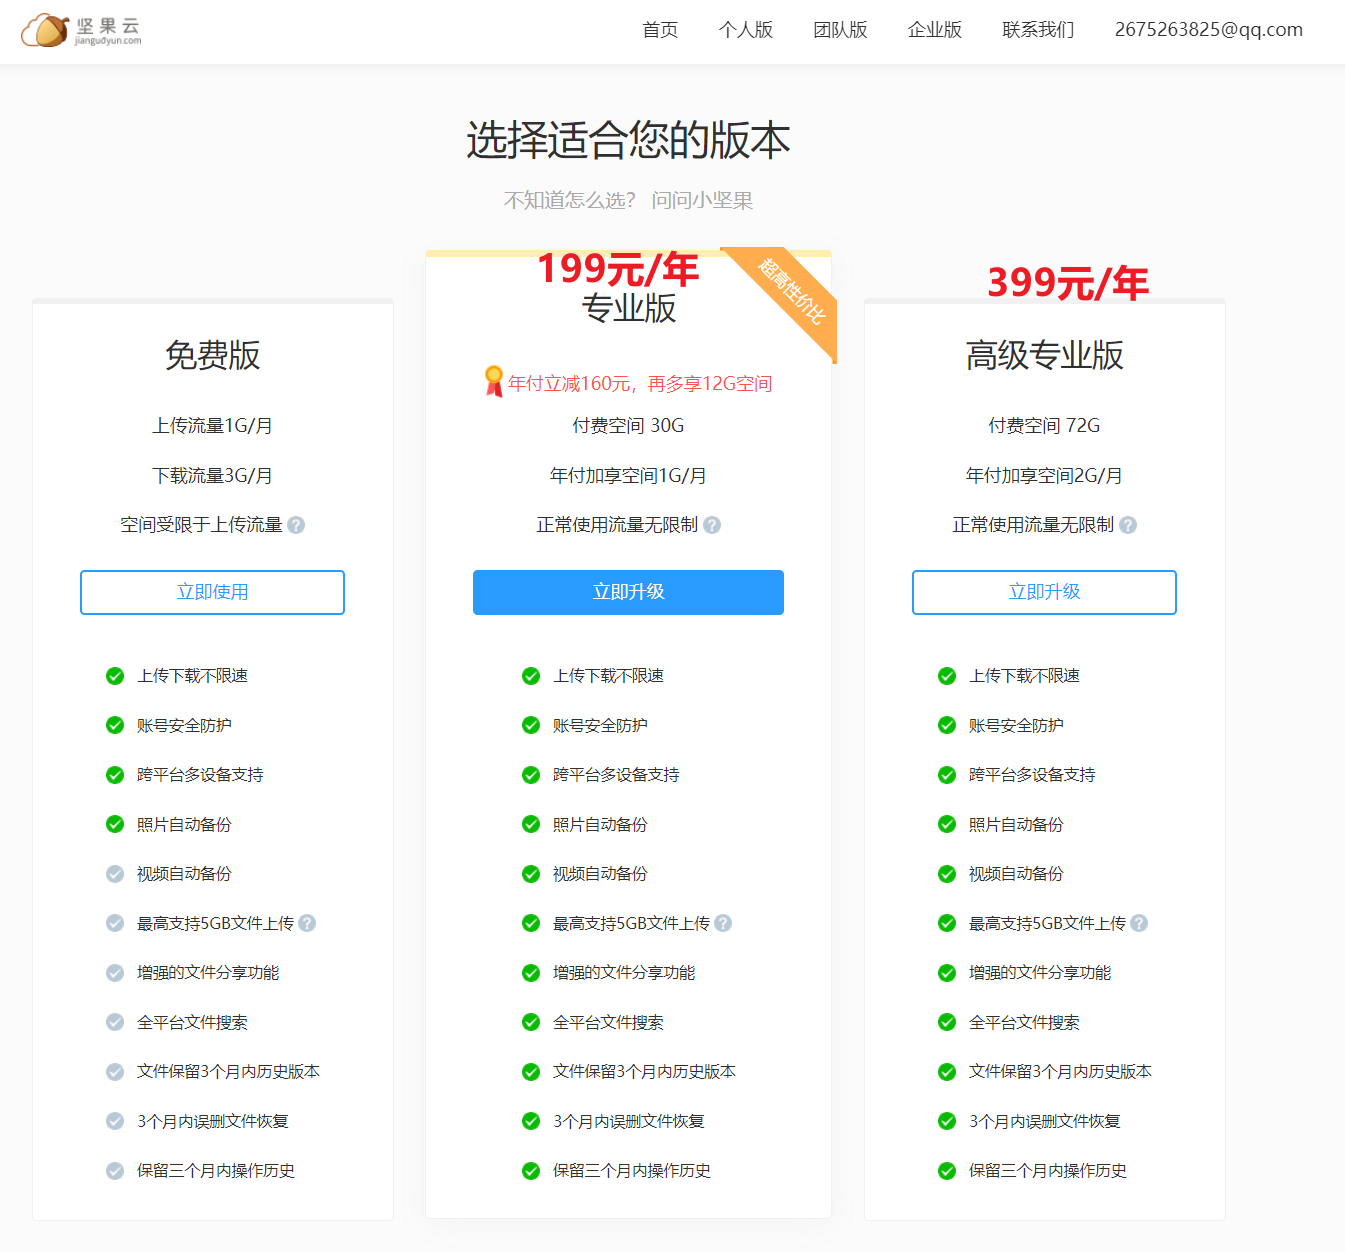 坚果云
jianguoyun.com
首页 个人版 团队版 企业版 联系我们 2675263825@qq.com
选择适合您的版本
不知道怎么选？ 问问小坚果
免费版
上传流量1G/月
下载流量3G/月
空间受限于上传流量 ?
立即使用
上传下载不限速
账号安全防护
跨平台多设备支持
照片自动备份
视频自动备份
最高支持5GB文件上传 ?
增强的文件分享功能
全平台文件搜索
文件保留3个月内历史版本
3个月内误删文件恢复
保留三个月内操作历史
199元/年
超高性价比
专业版
年付立减160元，再多享12G空间
付费空间 30G
年付加享空间1G/月
正常使用流量无限制 ?
立即升级
上传下载不限速
账号安全防护
跨平台多设备支持
照片自动备份
视频自动备份
最高支持5GB文件上传 ?
增强的文件分享功能
全平台文件搜索
文件保留3个月内历史版本
3个月内误删文件恢复
保留三个月内操作历史
399元/年
高级专业版
付费空间 72G
年付加享空间2G/月
正常使用流量无限制 ?
立即升级
上传下载不限速
账号安全防护
跨平台多设备支持
照片自动备份
视频自动备份
最高支持5GB文件上传 ?
增强的文件分享功能
全平台文件搜索
文件保留3个月内历史版本
3个月内误删文件恢复
保留三个月内操作历史